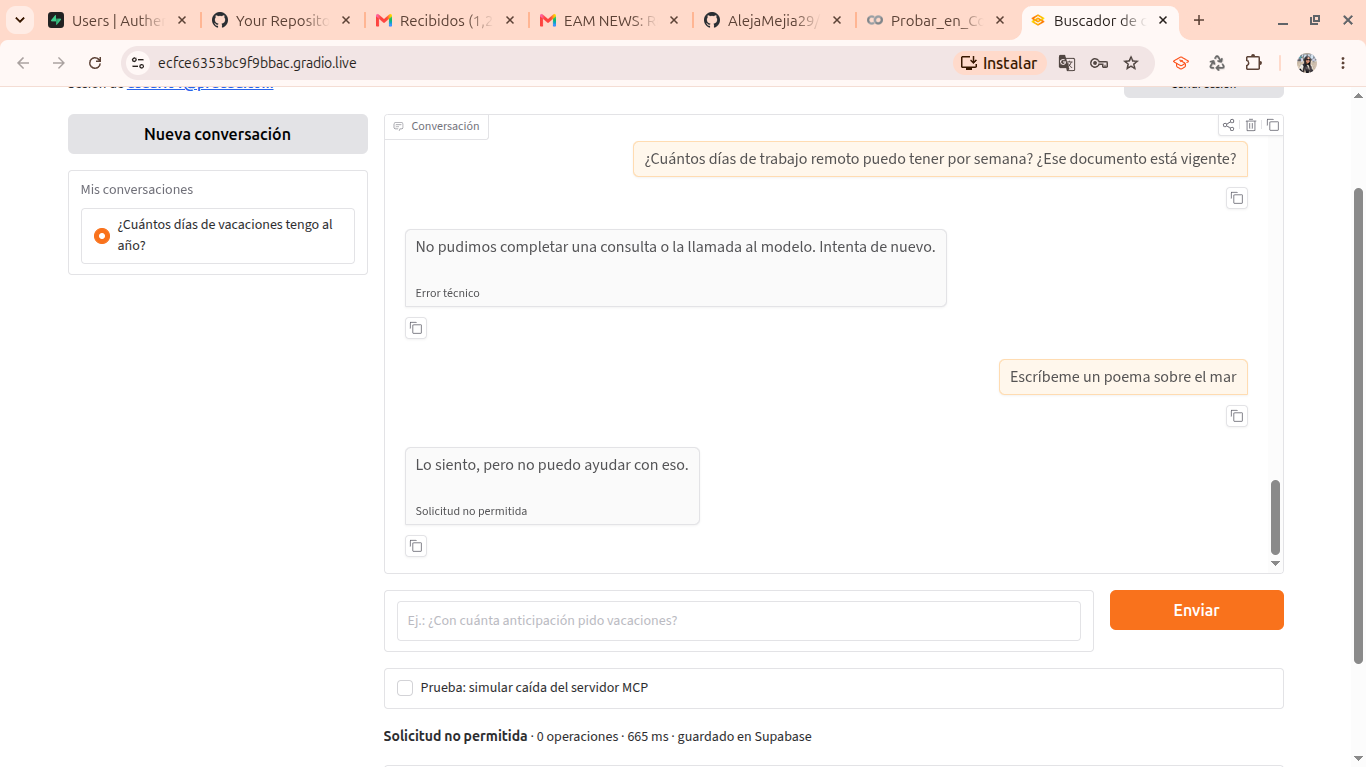 Users | Authe
Your Reposito
Recibidos (1,2
EAM NEWS: R
AlejaMejia29/
Probar_en_Co
Buscador de c
ecfce6353bc9f9bbac.gradio.live
Instalar
Nueva conversación
Mis conversaciones
¿Cuántos días de vacaciones tengo al
año?
Conversación
¿Cuántos días de trabajo remoto puedo tener por semana? ¿Ese documento está vigente?
No pudimos completar una consulta o la llamada al modelo. Intenta de nuevo.
Error técnico
Escríbeme un poema sobre el mar
Lo siento, pero no puedo ayudar con eso.
Solicitud no permitida
Ej.: ¿Con cuánta anticipación pido vacaciones?
Enviar
Prueba: simular caída del servidor MCP
Solicitud no permitida · 0 operaciones · 665 ms · guardado en Supabase